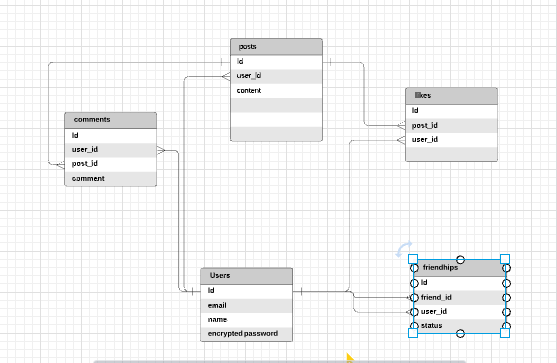 posts
Id
user_id
content
likes
Id
post_id
user_id
comments
Id
user_id
post_id
comment
Users
Id
email
name
encrypted password
friendhips
Id
friend_id
user_id
status